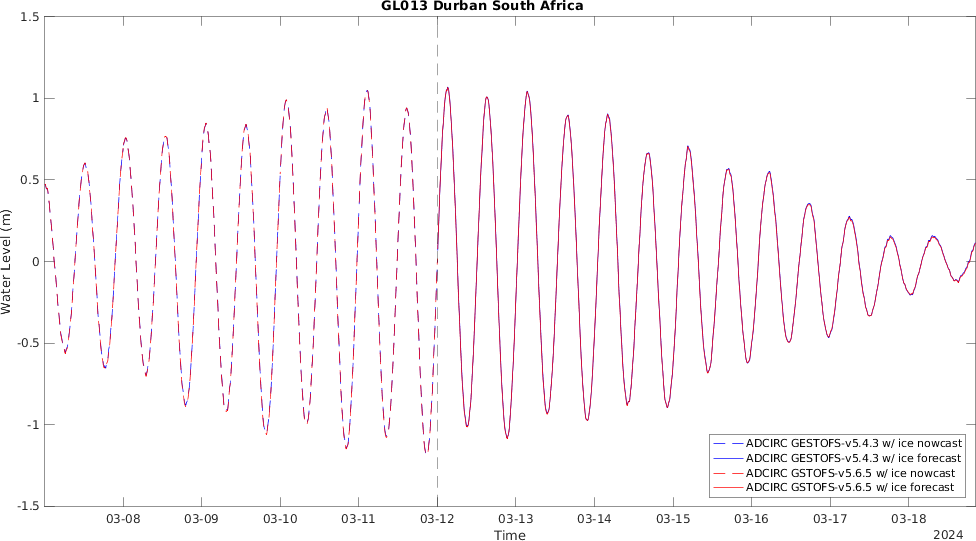 GL013 Durban South Africa
1.5
1
0.5
0
-0.5
-1
-1.5
Water Level (m)
ADCIRC GESTOFS-v5.4.3 w/ ice nowcast
ADCIRC GESTOFS-v5.4.3 w/ ice forecast
ADCIRC GSTOFS-v5.6.5 w/ ice nowcast
ADCIRC GSTOFS-v5.6.5 w/ ice forecast
03-08 03-09 03-10 03-11 03-12 03-13 03-14 03-15 03-16 03-17 03-18
Time
2024